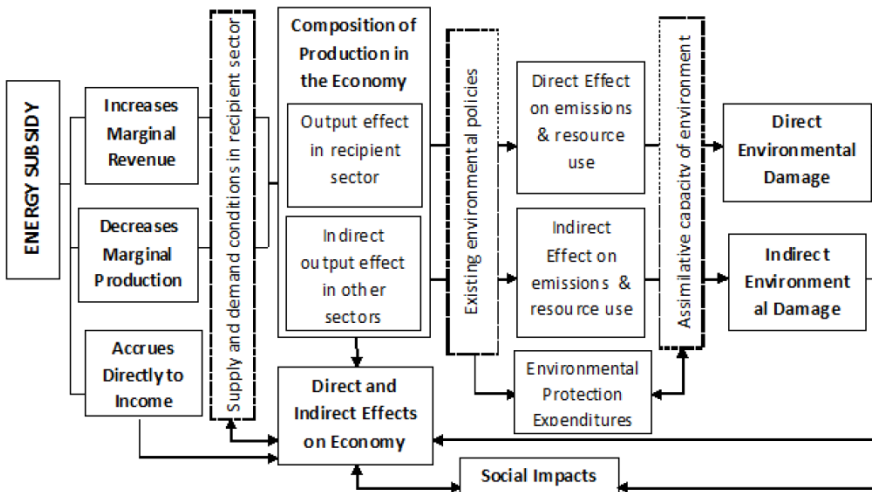 ENERGY SUBSIDY
Increases
Marginal
Revenue
Decreases
Marginal
Production
Accrues
Directly to
Income
Supply and demand conditions in recipient sector
Composition of
Production in
the Economy
Output effect
in recipient
sector
Indirect
output effect
in other
sectors
Direct and
Indirect Effects
on Economy
Existing environmental policies
Direct Effect
on emissions
& resource
use
Indirect
Effect on
emissions &
resource use
Environmental
Protection
Expenditures
Social Impacts
Assimilative capacity of environment
Direct
Environmental
Damage
Indirect
Environment
al Damage